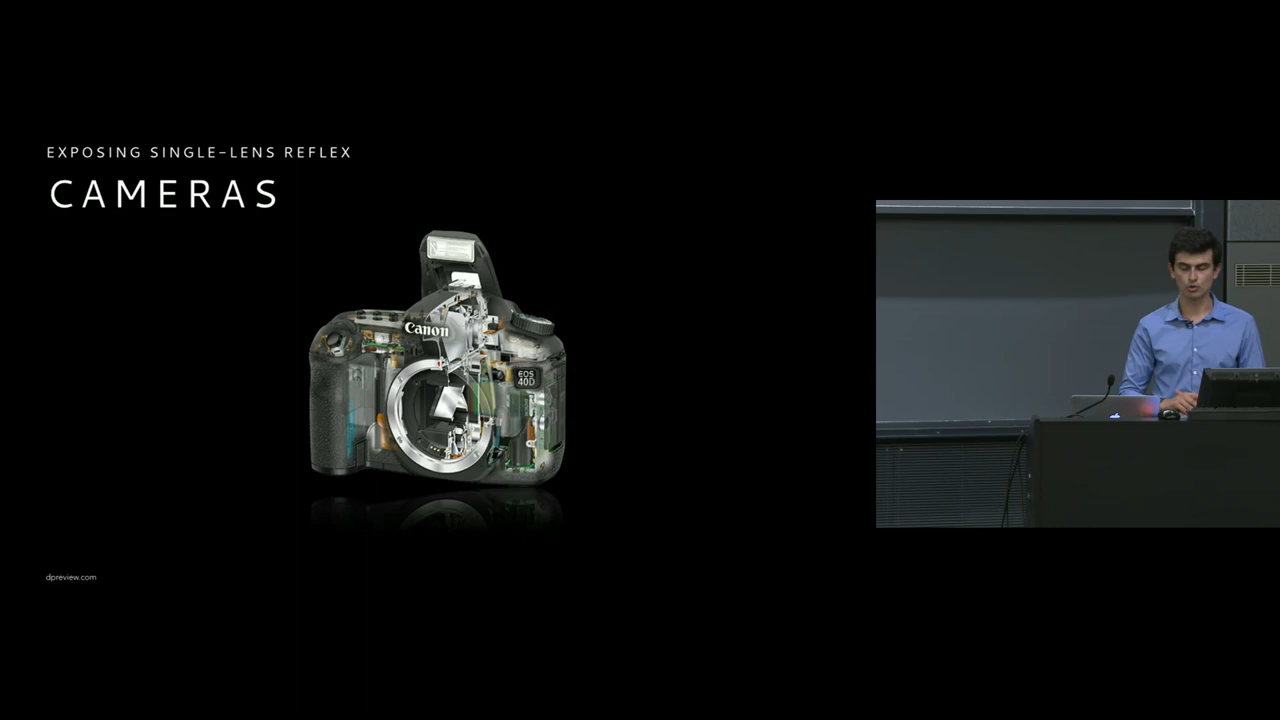 EXPOSING SINGLE-LENS REFLEX
CAMERAS
Canon
EOS
40D
dpreview.com